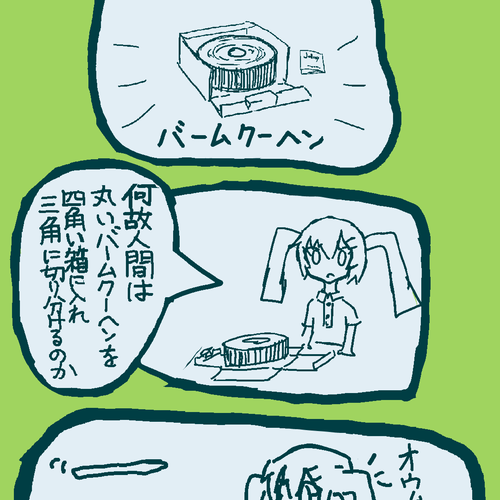 バームクーヘン
何故人間は
丸いバームクーヘンを
四角い箱に入れ
三角に切り分けるのか
オウム